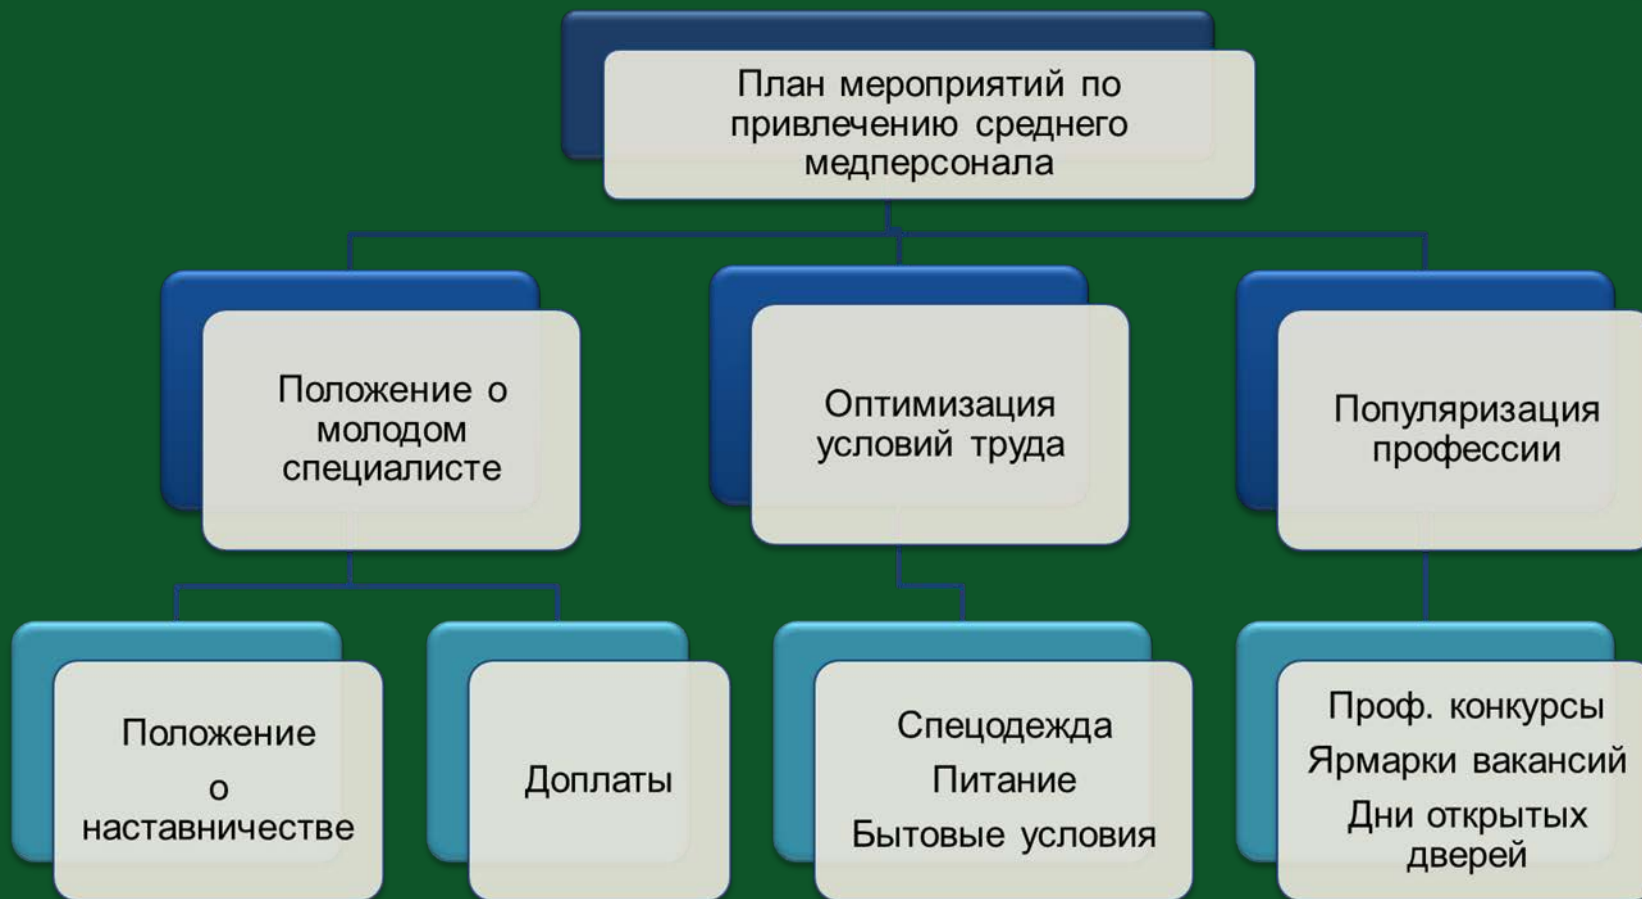 План мероприятий по
привлечению среднего
медперсонала
Положение о
молодом
специалисте
Оптимизация
условий труда
Популяризация
профессии
Положение
о
наставничестве
Доплаты
Спецодежда
Питание
Бытовые условия
Проф. конкурсы
Ярмарки вакансий
Дни открытых
дверей